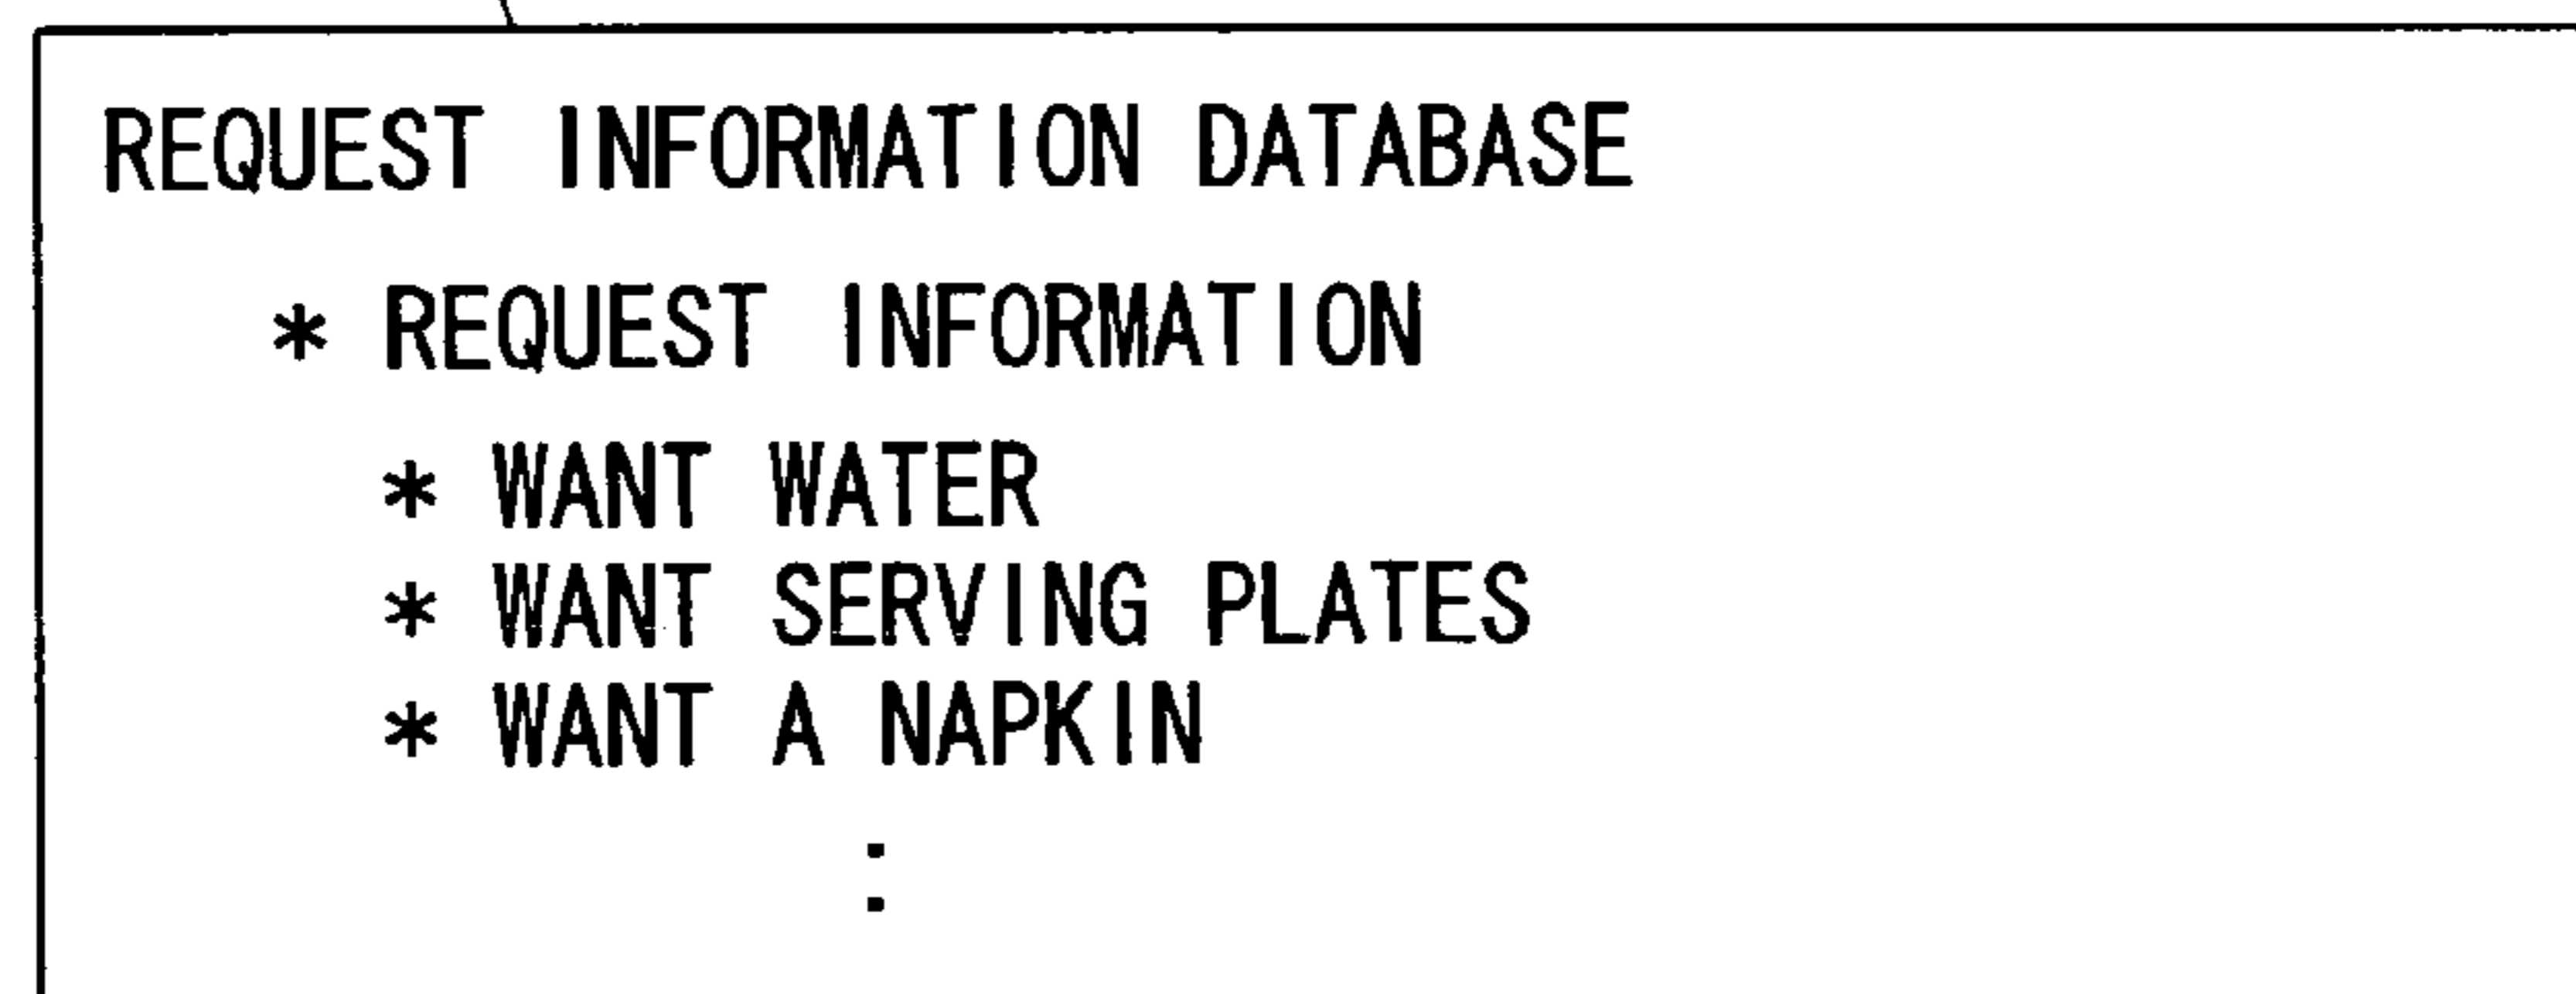 REQUEST INFORMATION DATABASE
* REQUEST INFORMATION
* WANT WATER
* WANT SERVING PLATES
* WANT A NAPKIN
: